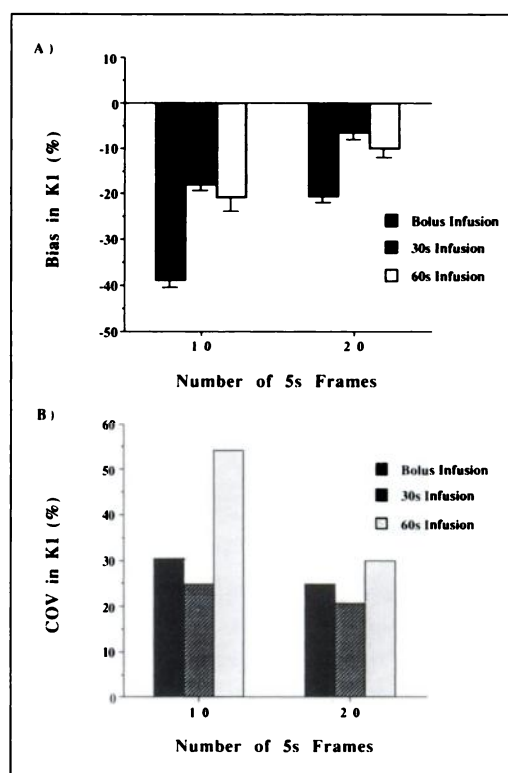 A)
10
0
-10
-20
-30
-40
-50
Bias in K1 (%)
Bolus Infusion
30s Infusion
60s Infusion
10 20
Number of 5s Frames
B)
60
50
40
30
20
10
0
COV in K1 (%)
Bolus Infusion
30s Infusion
60s Infusion
10 20
Number of 5s Frames